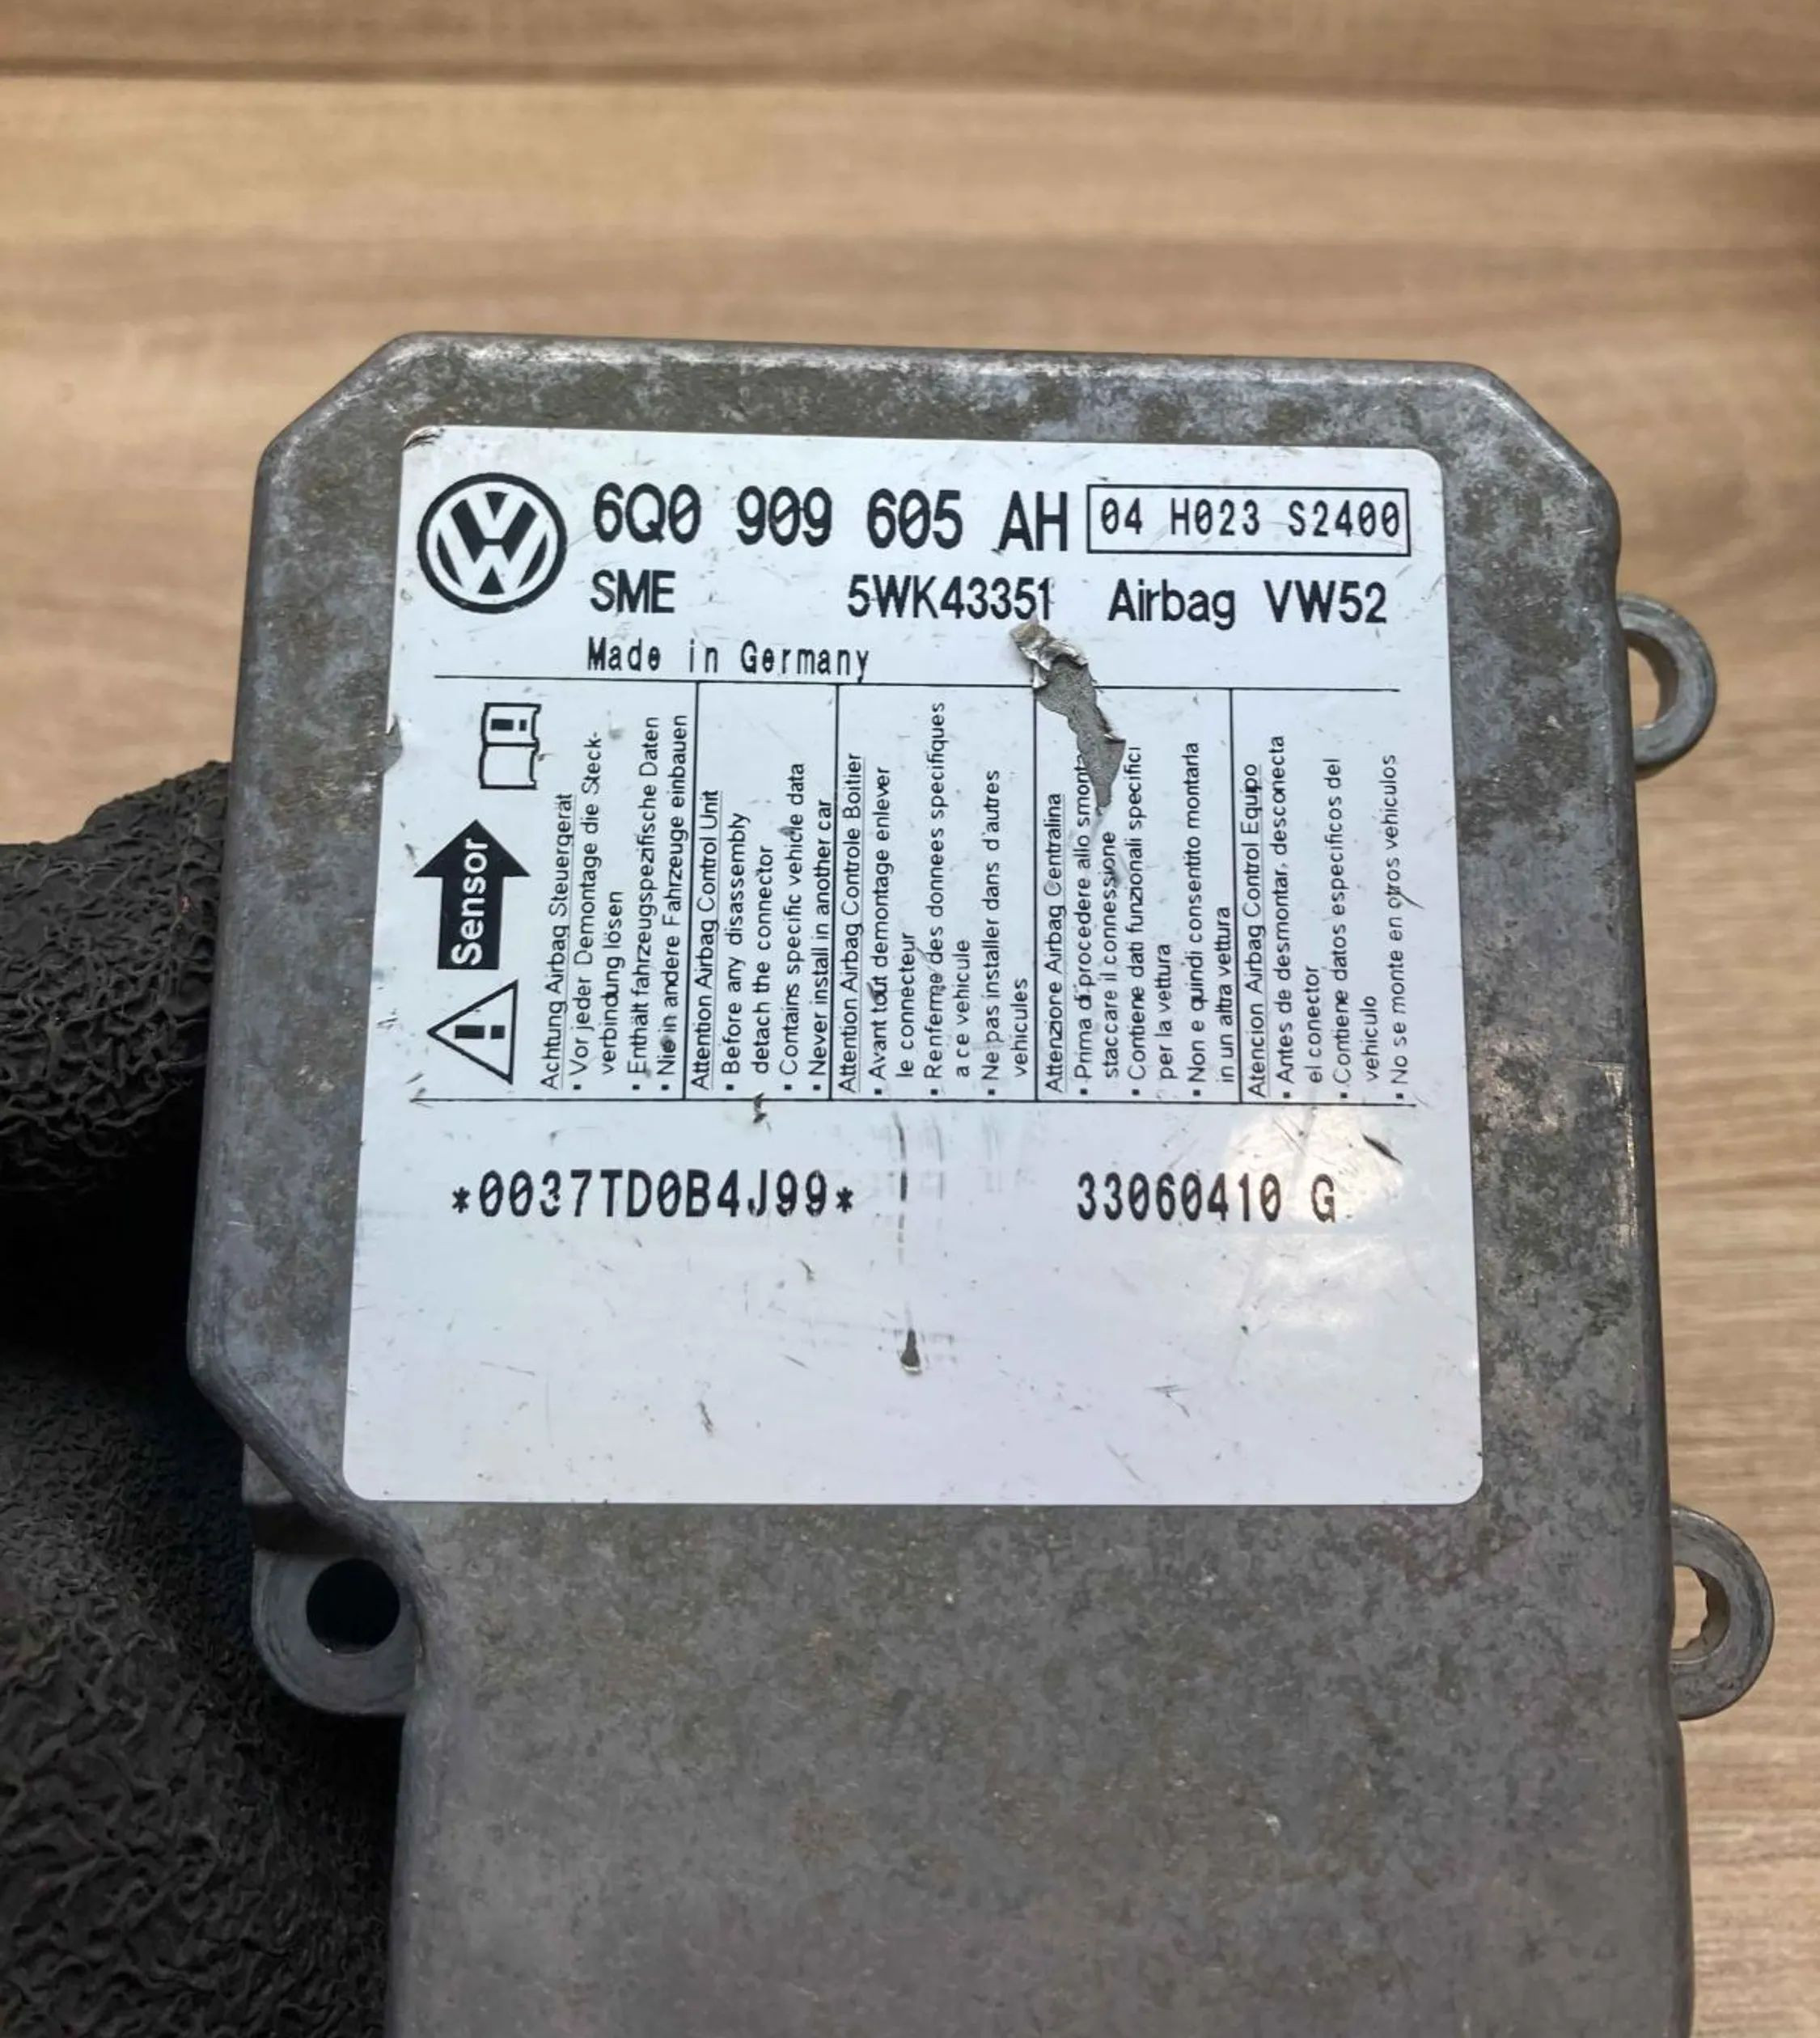 6Q0 909 605 AH 04 H023 S2400
SME 5WK43351 Airbag VW52
Made in Germany
Sensor
Achtung Airbag Steuergerät
▪ Vor jeder Demontage die Steck-
verbindung lösen
▪ Enthält fahrzeugspezifische Daten
▪ Nie in andere Fahrzeuge einbauen
Attention Airbag Control Unit
▪ Before any disassembly
detach the connector
▪ Contains specific vehicle data
▪ Never install in another car
Attention Airbag Controle Boitier
▪ Avant tout demontage enlever
le connecteur
▪ Renferme des donnees specifiques
a ce vehicule
▪ Ne pas installer dans d'autres
vehicules
Attenzione Airbag Centralina
▪ Prima di procedere allo
staccare il connessione
▪ Contiene dati funzionali specifici
per la vettura
▪ Non e quindi consentito montarla
in un altra vettura
Atencion Airbag Control Equipo
▪ Antes de desmontar, desconecta
el conector
▪ Contiene datos especificos del
vehiculo
▪ No se monte en otros vehiculos
*0037TD0B4J99* 33060410 G